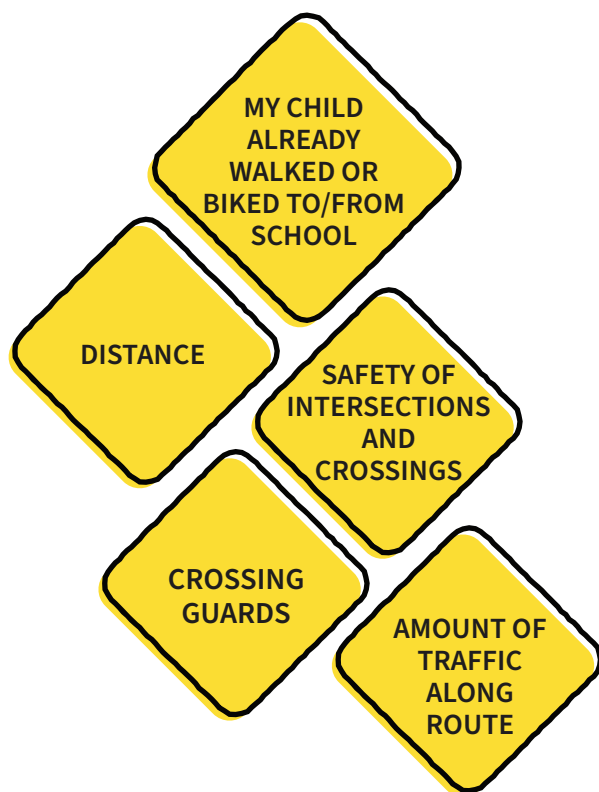 MY CHILD
ALREADY
WALKED OR
BIKED TO/FROM
SCHOOL
DISTANCE
SAFETY OF
INTERSECTIONS
AND
CROSSINGS
CROSSING
GUARDS
AMOUNT OF
TRAFFIC
ALONG
ROUTE